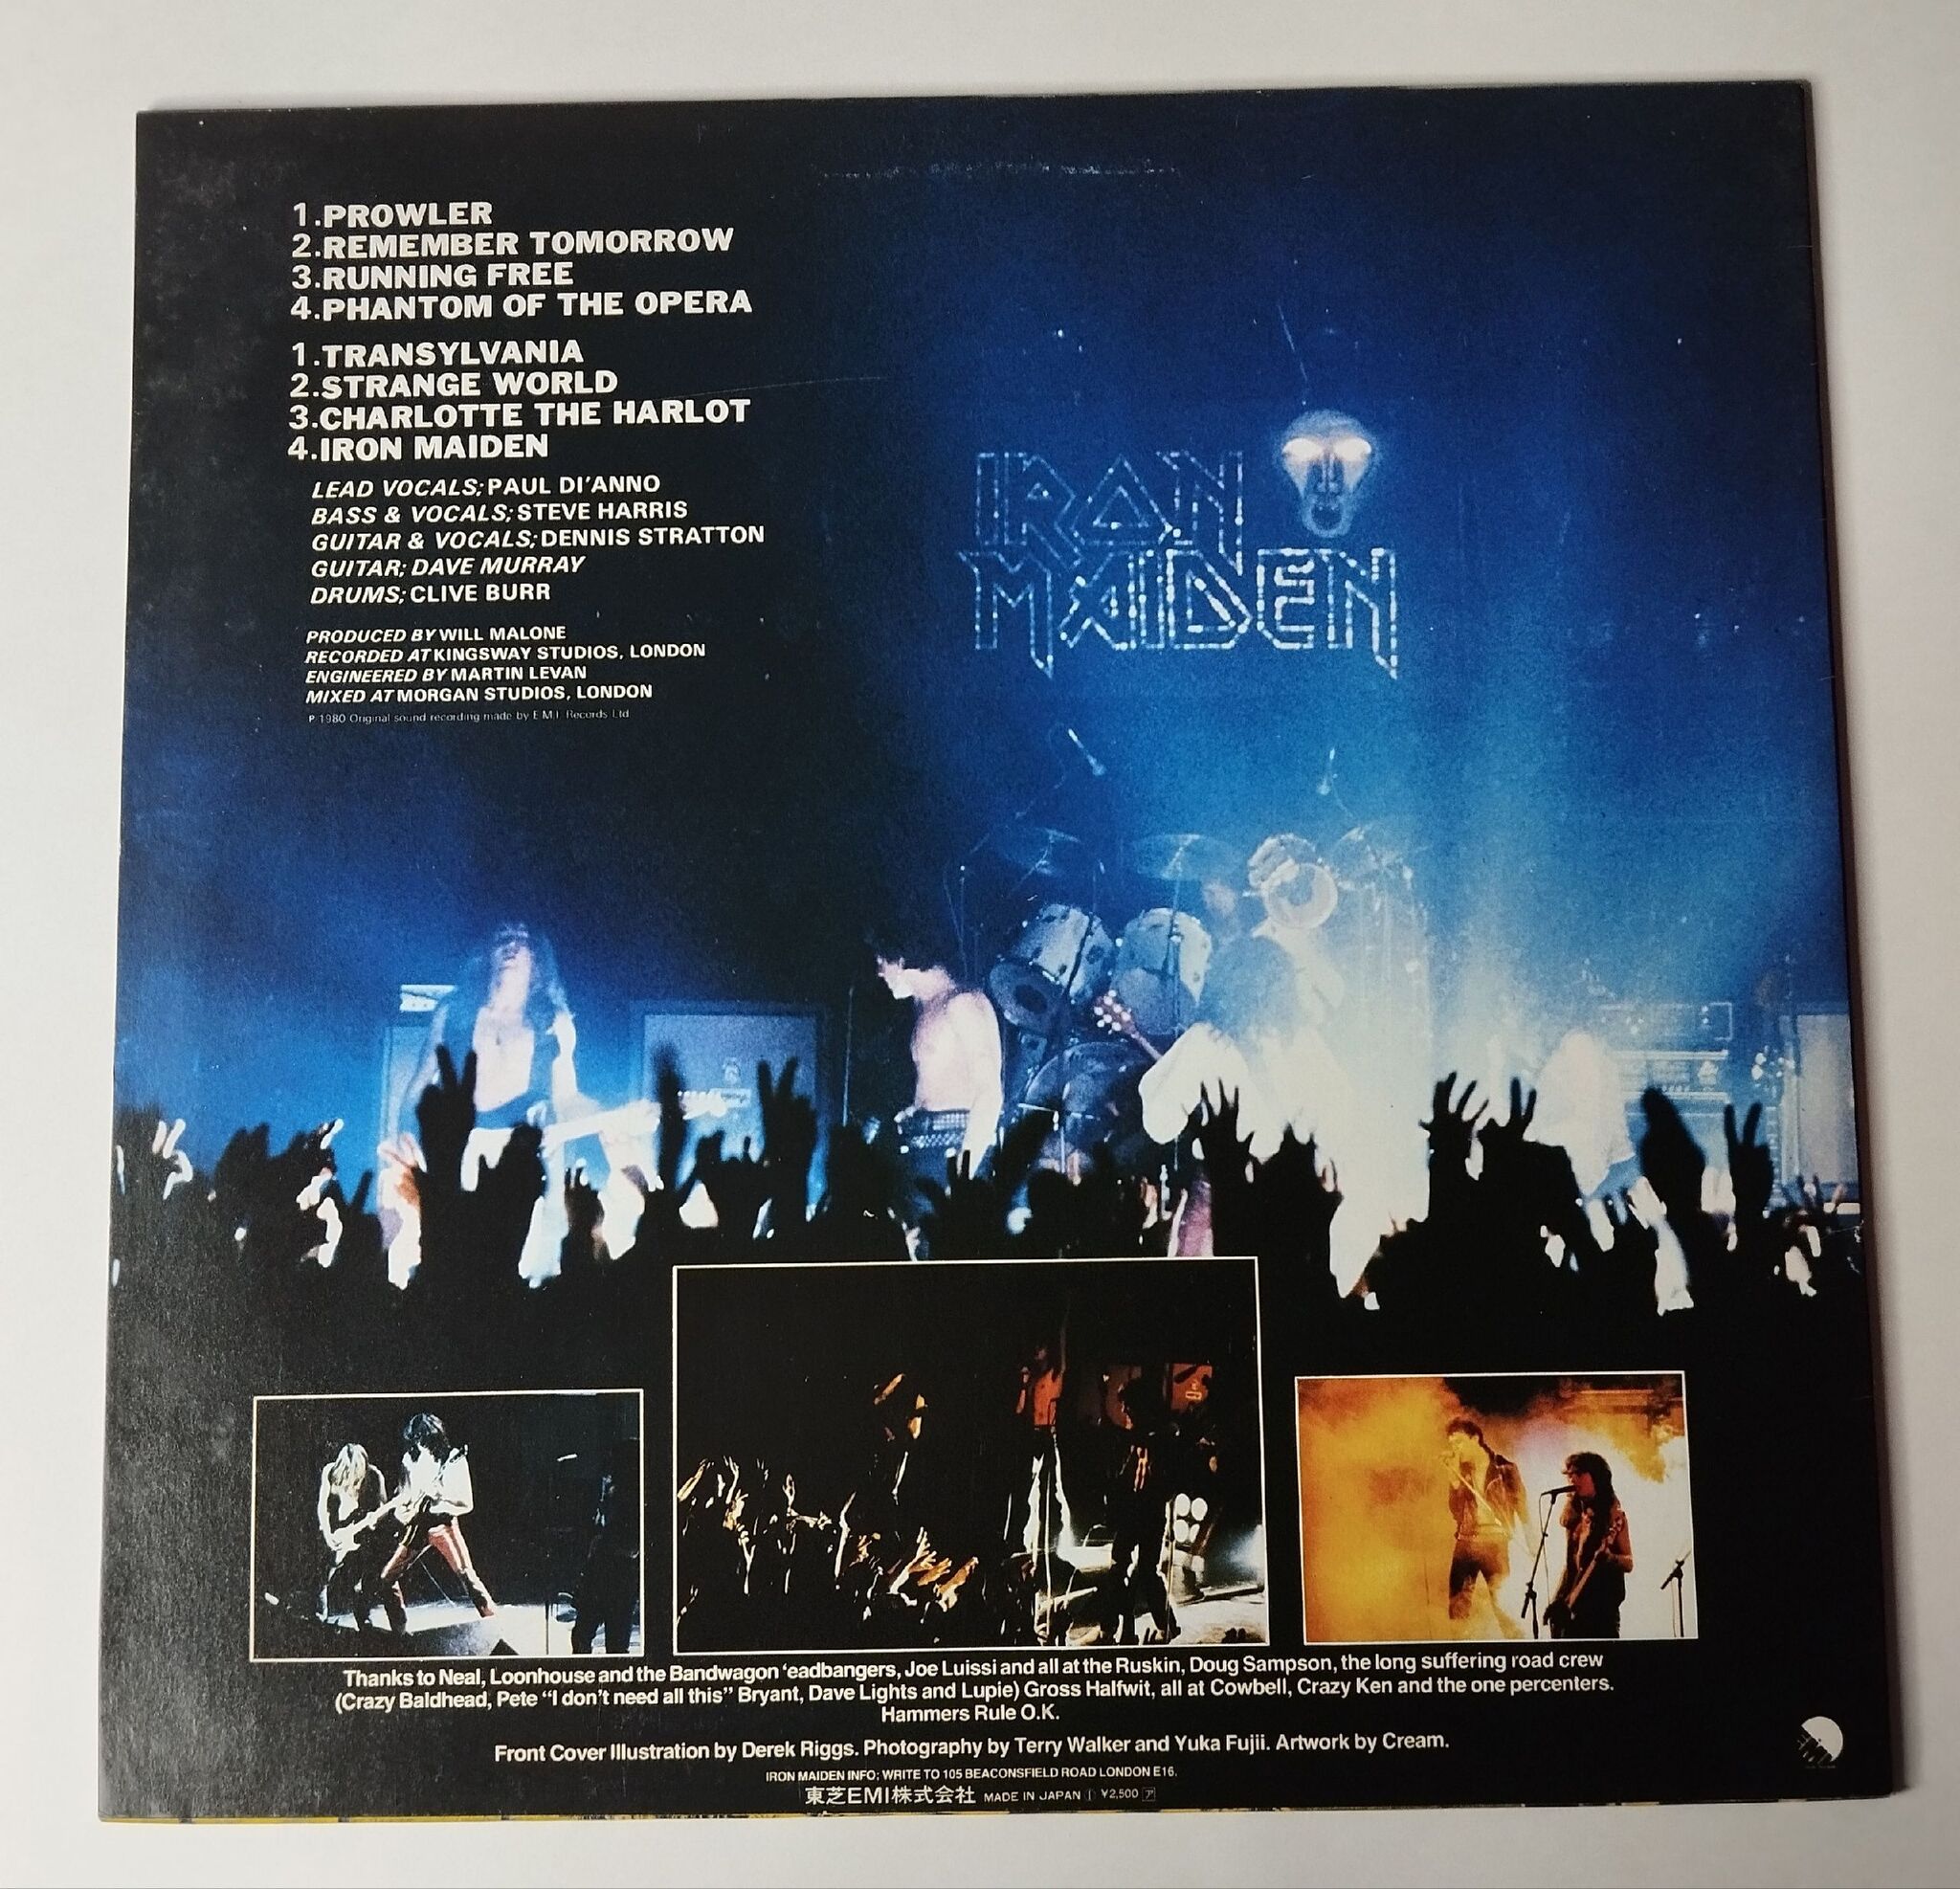 1.PROWLER
2.REMEMBER TOMORROW
3.RUNNING FREE
4.PHANTOM OF THE OPERA
1.TRANSYLVANIA
2.STRANGE WORLD
3.CHARLOTTE THE HARLOT
4.IRON MAIDEN
LEAD VOCALS; PAUL DI'ANNO
BASS & VOCALS; STEVE HARRIS
GUITAR & VOCALS; DENNIS STRATTON
GUITAR; DAVE MURRAY
DRUMS; CLIVE BURR
PRODUCED BY WILL MALONE
RECORDED AT KINGSWAY STUDIOS, LONDON
ENGINEERED BY MARTIN LEVAN
MIXED AT MORGAN STUDIOS, LONDON
P 1980 Original sound recording made by E.M.I. Records Ltd
IRON
MAIDEN
Thanks to Neal, Loonhouse and the Bandwagon 'eadbangers, Joe Luissi and all at the Ruskin, Doug Sampson, the long suffering road crew
(Crazy Baldhead, Pete "I don't need all this" Bryant, Dave Lights and Lupie) Gross Halfwit, all at Cowbell, Crazy Ken and the one percenters.
Hammers Rule O.K.
Front Cover Illustration by Derek Riggs. Photography by Terry Walker and Yuka Fujii. Artwork by Cream.
IRON MAIDEN INFO; WRITE TO 105 BEACONSFIELD ROAD LONDON E16.
東芝EMI株式会社 MADE IN JAPAN Ⓘ ¥2,500 ア
EMI